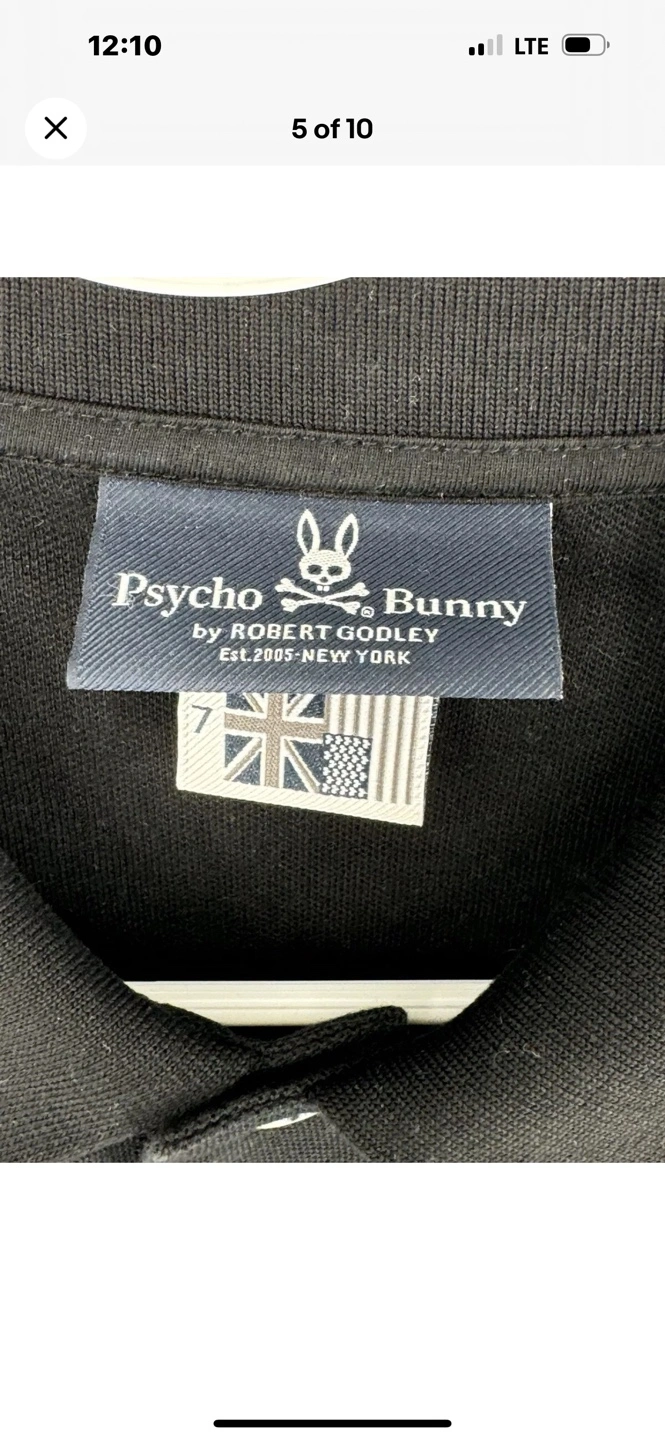 12:10 LTE
5 of 10
Psycho ® Bunny
by ROBERT GODLEY
Est.2005-NEW YORK
7